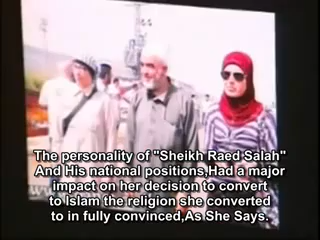 The personality of "Sheikh Raed Salah"
And His national positions,Had a major
impact on her decision to convert
to Islam the religion she converted
to in fully convinced,As She Says.